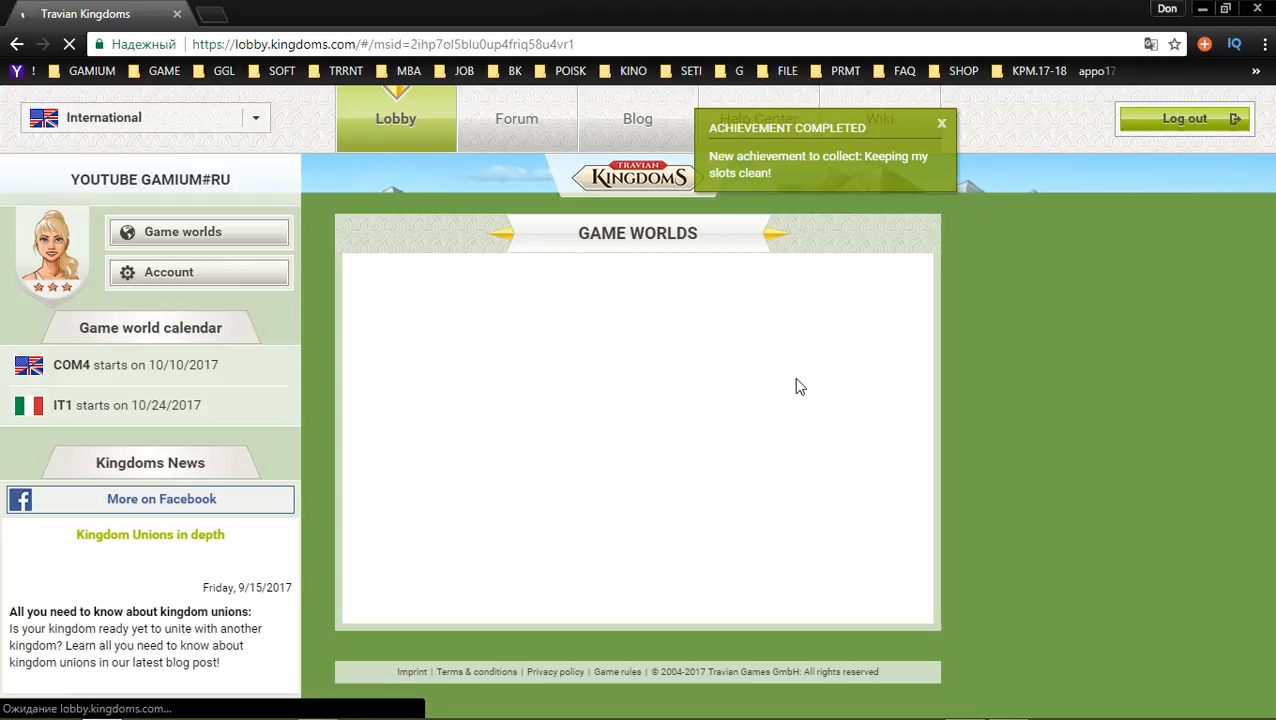 Travian Kingdoms
Don
Надежный
https://lobby.kingdoms.com/#/msid=2ihp7ol5blu0up4friq58u4vr1
IQ
Y ! GAMIUM GAME GGL SOFT TRRNT MBA JOB BK POISK KINO SETI G FILE PRMT FAQ SHOP KPM.17-18 appo17 »
International
Lobby
Forum
Blog
Help Center
Wiki
Log out
ACHIEVEMENT COMPLETED
x
New achievement to collect: Keeping my
slots clean!
TRAVIAN
KINGDOMS
YOUTUBE GAMIUM#RU
Game worlds
Account
GAME WORLDS
Game world calendar
COM4 starts on 10/10/2017
IT1 starts on 10/24/2017
Kingdoms News
f More on Facebook
Kingdom Unions in depth
Friday, 9/15/2017
All you need to know about kingdom unions:
Is your kingdom ready yet to unite with another
kingdom? Learn all you need to know about
kingdom unions in our latest blog post!
Imprint | Terms & conditions | Privacy policy | Game rules | © 2004-2017 Travian Games GmbH: All rights reserved
Ожидание lobby.kingdoms.com...